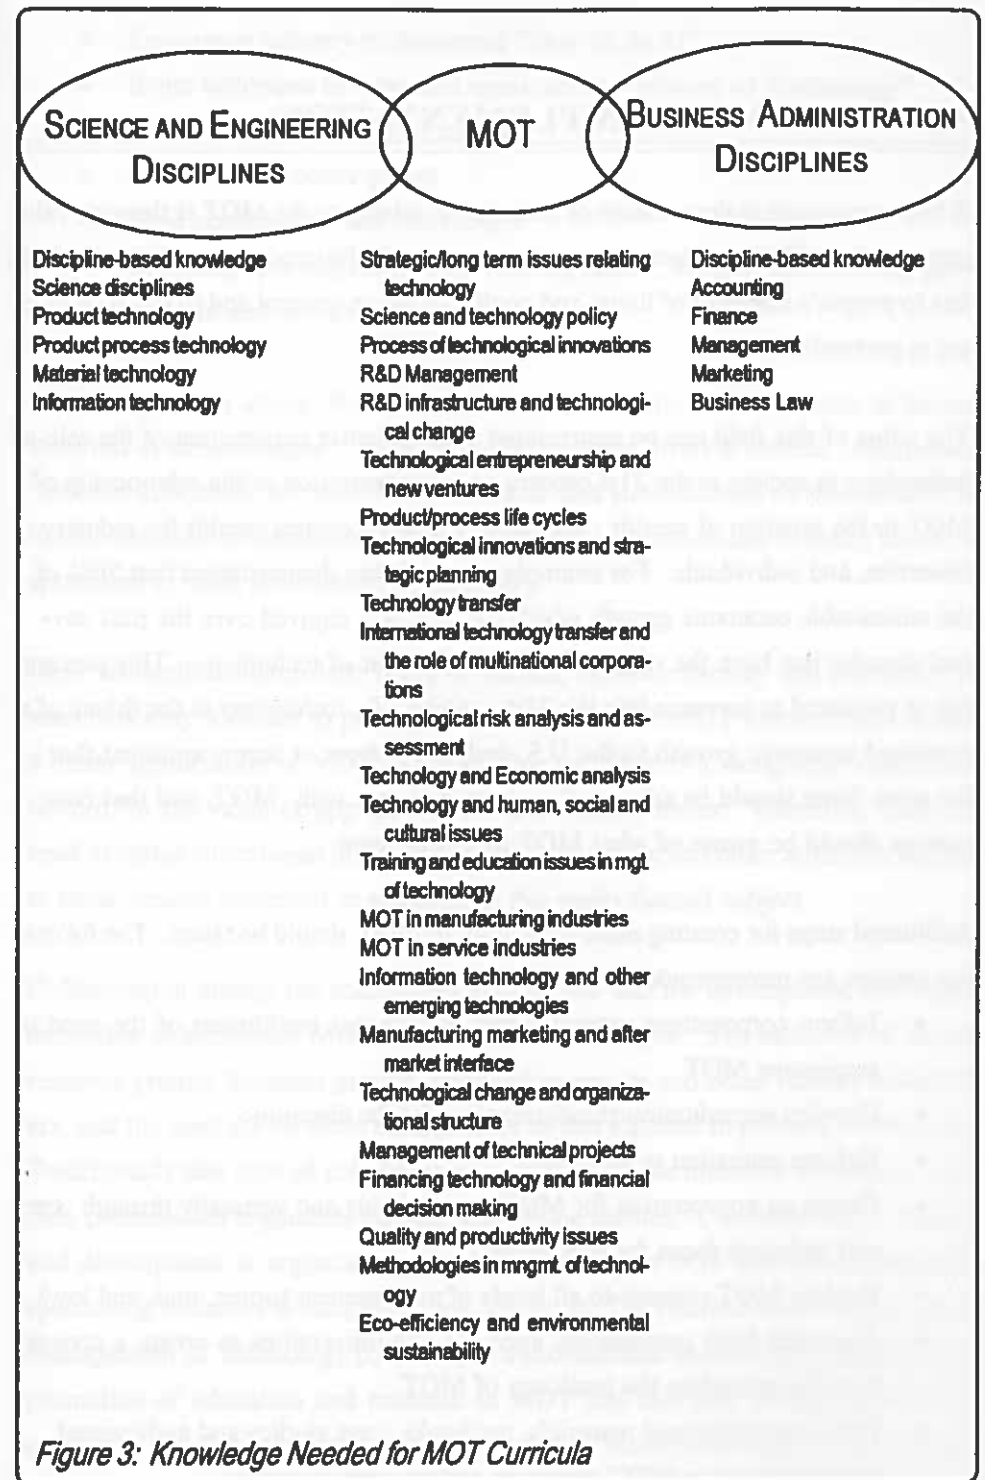 SCIENCE AND ENGINEERING
DISCIPLINES
MOT
BUSINESS ADMINISTRATION
DISCIPLINES
Discipline-based knowledge
Science disciplines
Product technology
Product process technology
Material technology
Information technology
Strategic/long term issues relating
technology
Science and technology policy
Process of technological innovations
R&D Management
R&D infrastructure and technologi-
cal change
Technological entrepreneurship and
new ventures
Product/process life cycles
Technological innovations and stra-
tegic planning
Technology transfer
International technology transfer and
the role of multinational corpora-
tions
Technological risk analysis and as-
sessment
Technology and Economic analysis
Technology and human, social and
cultural issues
Training and education issues in mgt.
of technology
MOT in manufacturing industries
MOT in service industries
Information technology and other
emerging technologies
Manufacturing marketing and after
market interface
Technological change and organiza-
tional structure
Management of technical projects
Financing technology and financial
decision making
Quality and productivity issues
Methodologies in mngmt. of technol-
ogy
Eco-efficiency and environmental
sustainability
Discipline-based knowledge
Accounting
Finance
Management
Marketing
Business Law
Figure 3: Knowledge Needed for MOT Curricula